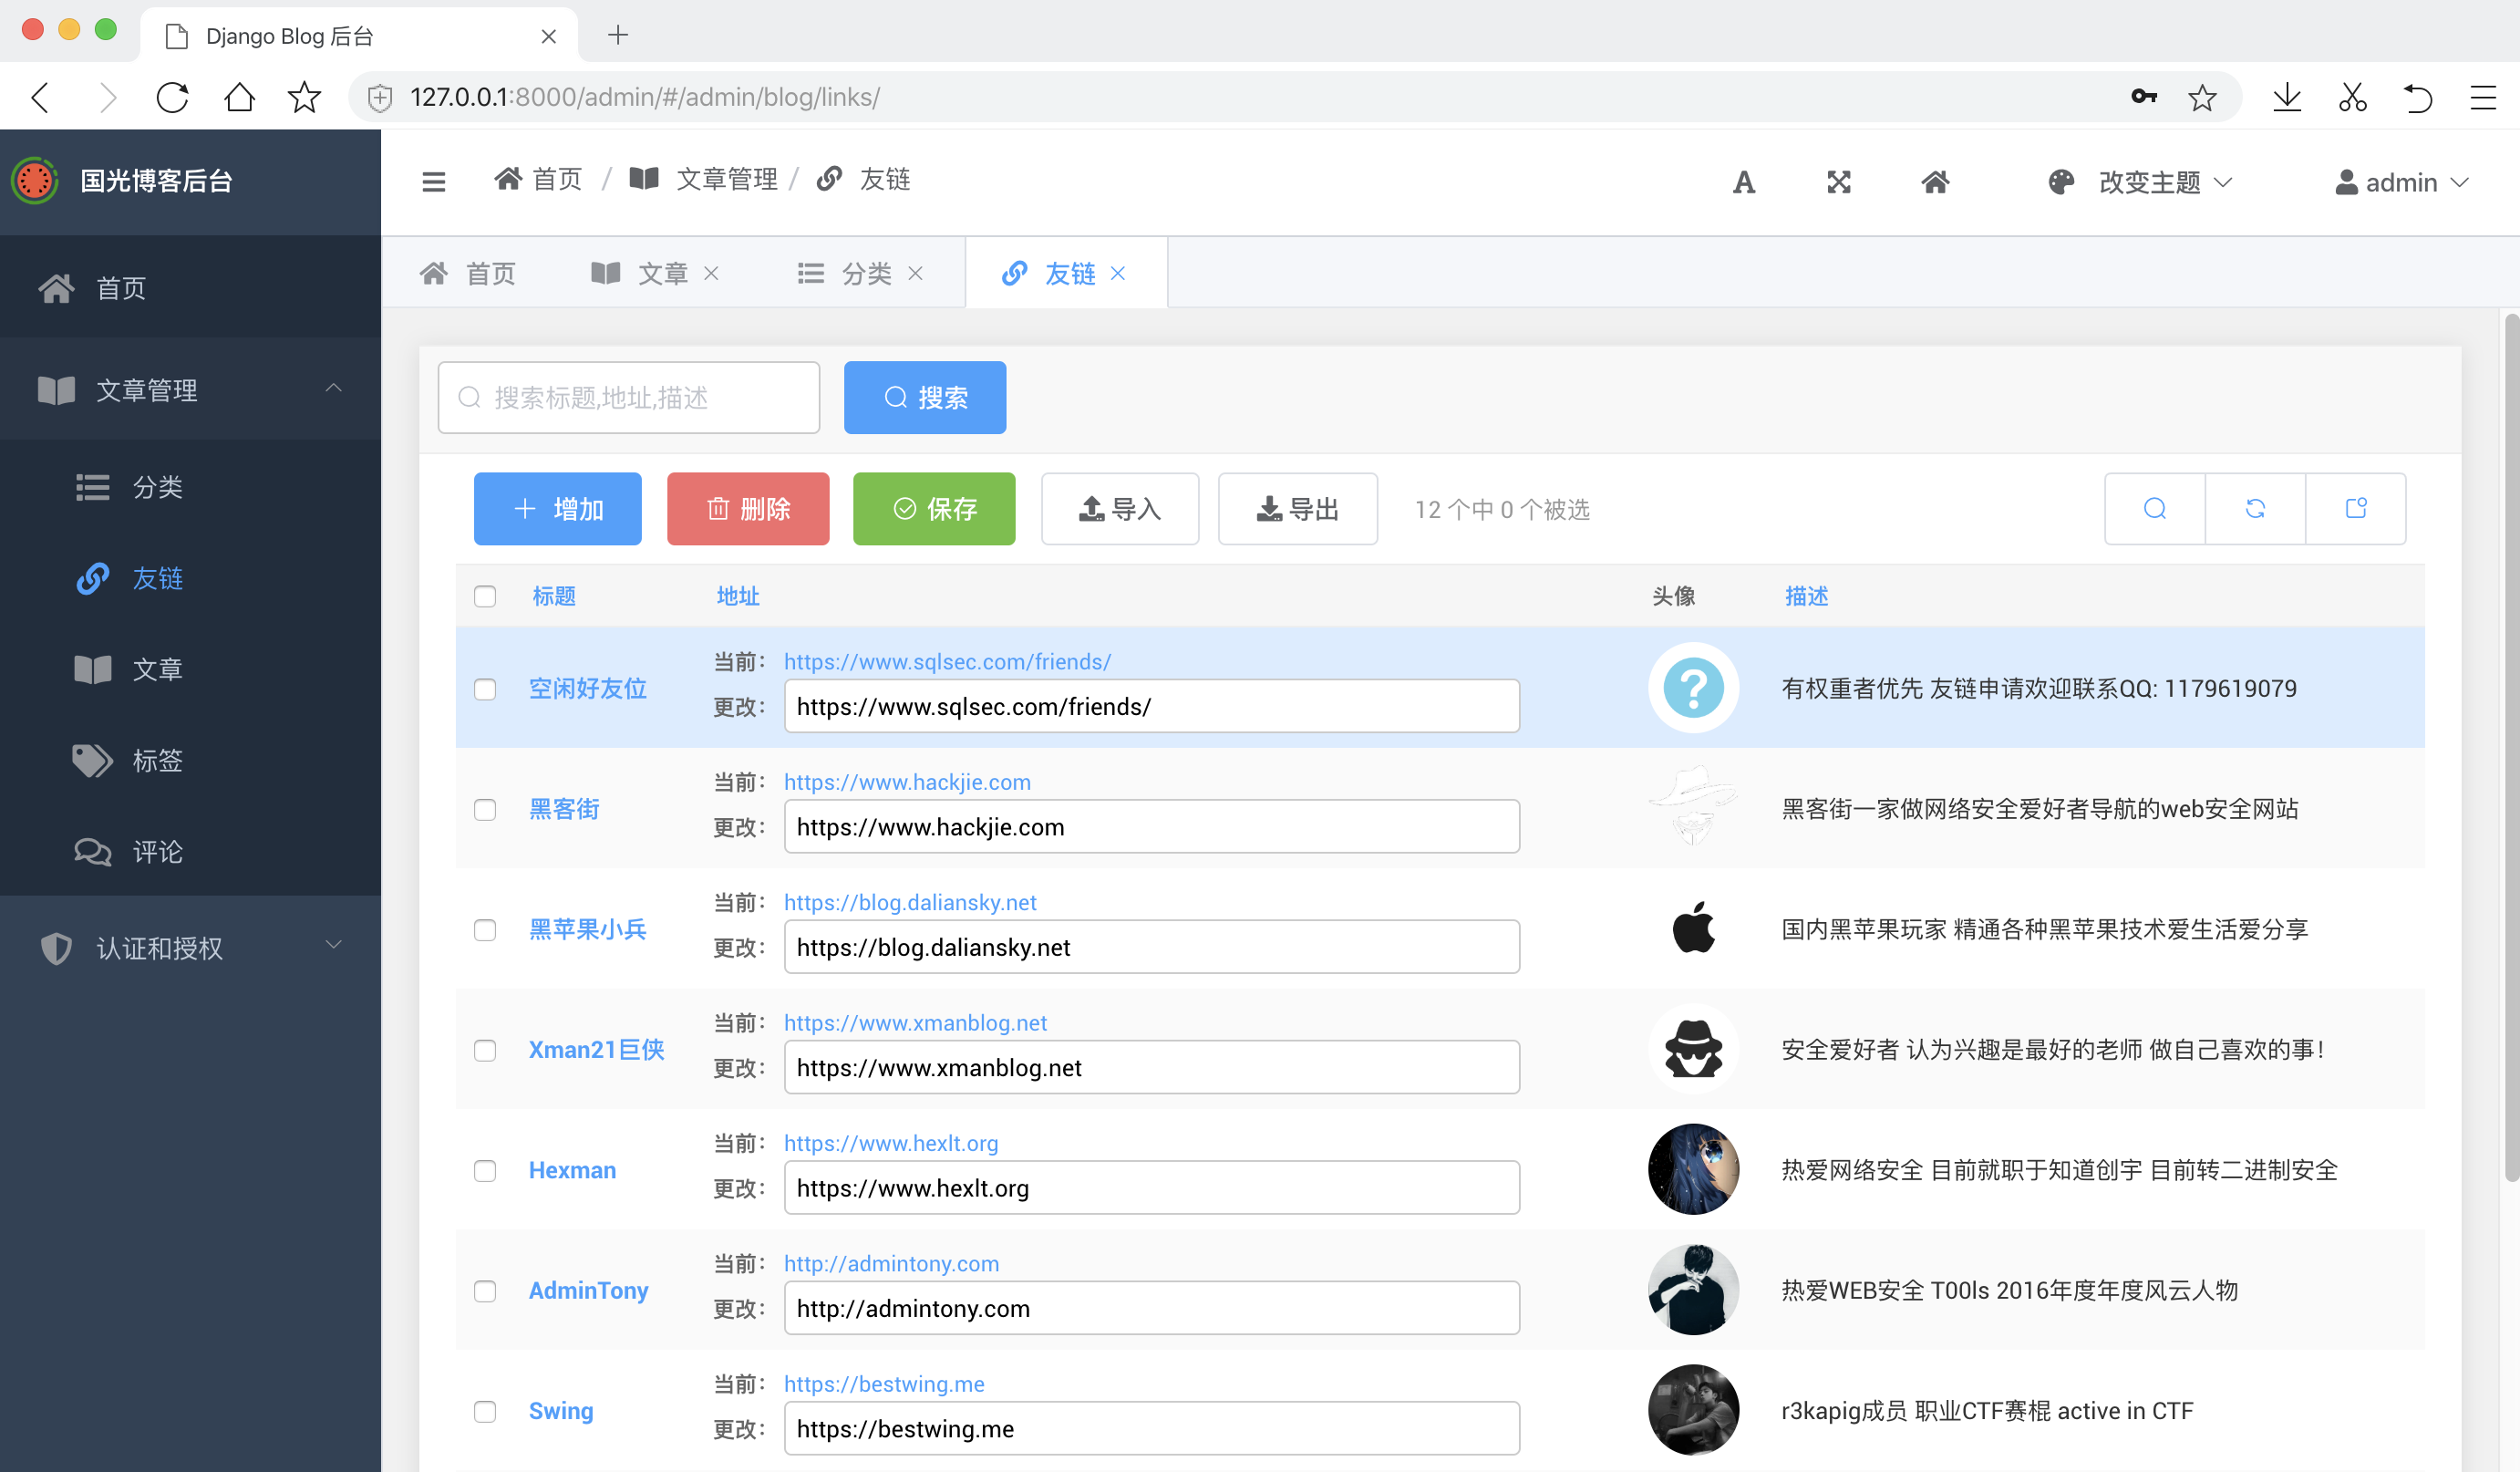 Django Blog 后台
127.0.0.1:8000/admin/#/admin/blog/links/
国光博客后台
首页 / 文章管理 / 友链
A
改变主题
admin
首页
文章
分类
友链
首页
文章管理
分类
友链
文章
标签
评论
认证和授权
搜索标题,地址,描述
搜索
增加
删除
保存
导入
导出
12 个中 0 个被选
标题 地址 头像 描述
空闲好友位
当前: https://www.sqlsec.com/friends/
更改: https://www.sqlsec.com/friends/
有权重者优先 友链申请欢迎联系QQ: 1179619079
黑客街
当前: https://www.hackjie.com
更改: https://www.hackjie.com
黑客街一家做网络安全爱好者导航的web安全网站
黑苹果小兵
当前: https://blog.daliansky.net
更改: https://blog.daliansky.net
国内黑苹果玩家 精通各种黑苹果技术爱生活爱分享
Xman21巨侠
当前: https://www.xmanblog.net
更改: https://www.xmanblog.net
安全爱好者 认为兴趣是最好的老师 做自己喜欢的事！
Hexman
当前: https://www.hexlt.org
更改: https://www.hexlt.org
热爱网络安全 目前就职于知道创宇 目前转二进制安全
AdminTony
当前: http://admintony.com
更改: http://admintony.com
热爱WEB安全 T00ls 2016年度年度风云人物
Swing
当前: https://bestwing.me
更改: https://bestwing.me
r3kapig成员 职业CTF赛棍 active in CTF